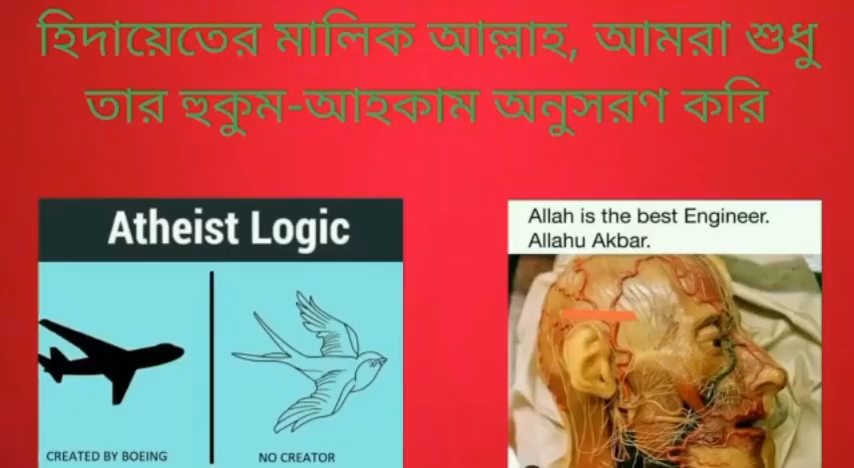 হিদায়েতের মালিক আল্লাহ, আমরা শুধু
তার হুকুম-আহকাম অনুসরণ করি
Atheist Logic
CREATED BY BOEING
NO CREATOR
Allah is the best Engineer.
Allahu Akbar.